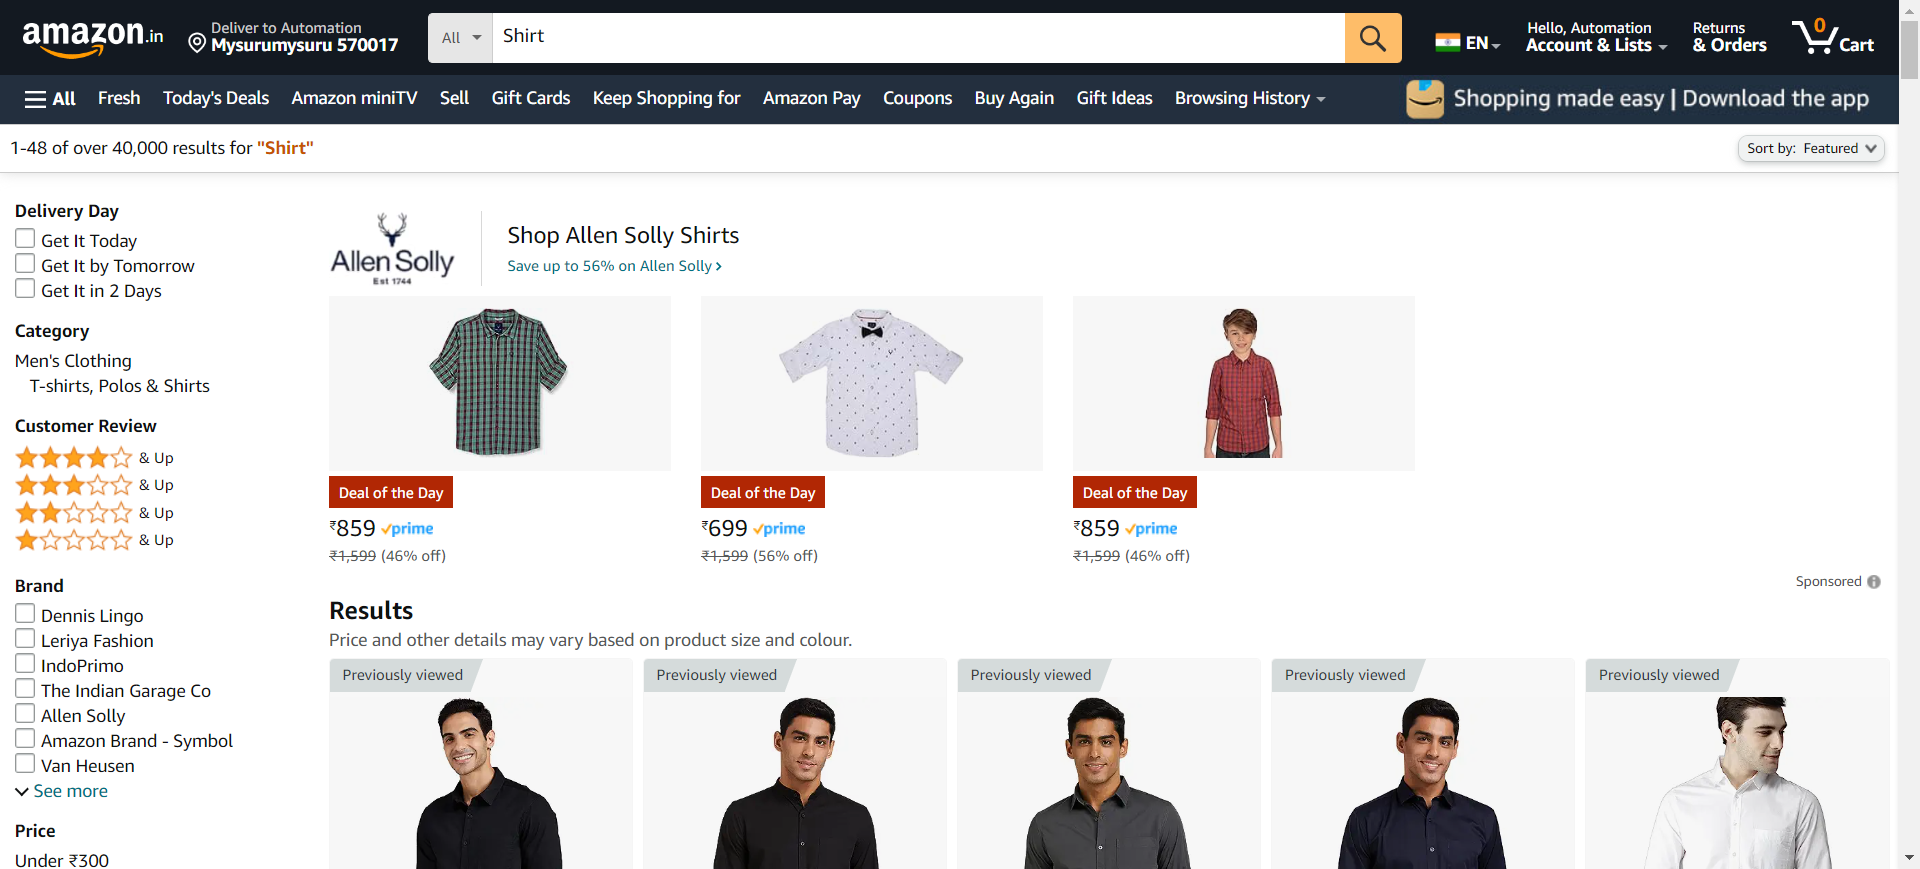 amazon.in
Deliver to Automation
Mysurumysuru 570017
All
Shirt
EN
Hello, Automation
Account & Lists
Returns
& Orders
0
Cart
All
Fresh
Today's Deals
Amazon miniTV
Sell
Gift Cards
Keep Shopping for
Amazon Pay
Coupons
Buy Again
Gift Ideas
Browsing History
Shopping made easy | Download the app
1-48 of over 40,000 results for "Shirt"
Sort by: Featured
Delivery Day
Get It Today
Get It by Tomorrow
Get It in 2 Days
Category
Men's Clothing
T-shirts, Polos & Shirts
Customer Review
& Up
& Up
& Up
& Up
Brand
Dennis Lingo
Leriya Fashion
IndoPrimo
The Indian Garage Co
Allen Solly
Amazon Brand - Symbol
Van Heusen
See more
Price
Under ₹300
Allen Solly
Est 1744
Shop Allen Solly Shirts
Save up to 56% on Allen Solly
Deal of the Day
₹859 prime
₹1,599 (46% off)
Deal of the Day
₹699 prime
₹1,599 (56% off)
Deal of the Day
₹859 prime
₹1,599 (46% off)
Sponsored
Results
Price and other details may vary based on product size and colour.
Previously viewed
Previously viewed
Previously viewed
Previously viewed
Previously viewed